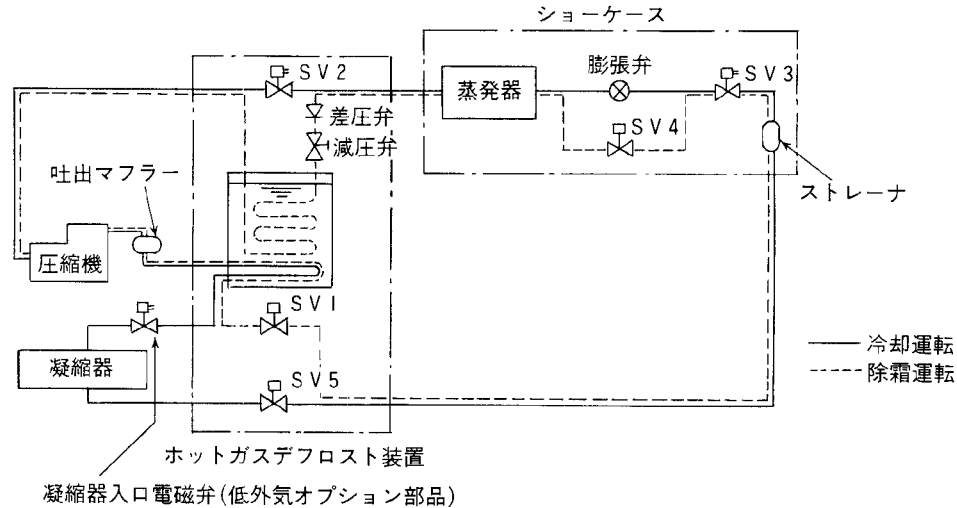 ショーケース
SV2
蒸発器
膨張弁
SV3
差圧弁
SV4
減圧弁
吐出マフラー
ストレーナ
圧縮機
SV1
凝縮器
SV5
冷却運転
除霜運転
ホットガスデフロスト装置
凝縮器入口電磁弁(低外気オプション部品)